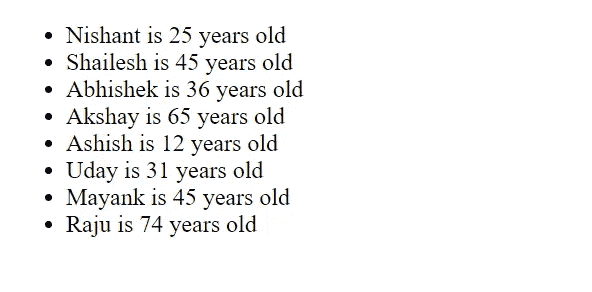 • Nishant is 25 years old
• Shailesh is 45 years old
• Abhishek is 36 years old
• Akshay is 65 years old
• Ashish is 12 years old
• Uday is 31 years old
• Mayank is 45 years old
• Raju is 74 years old